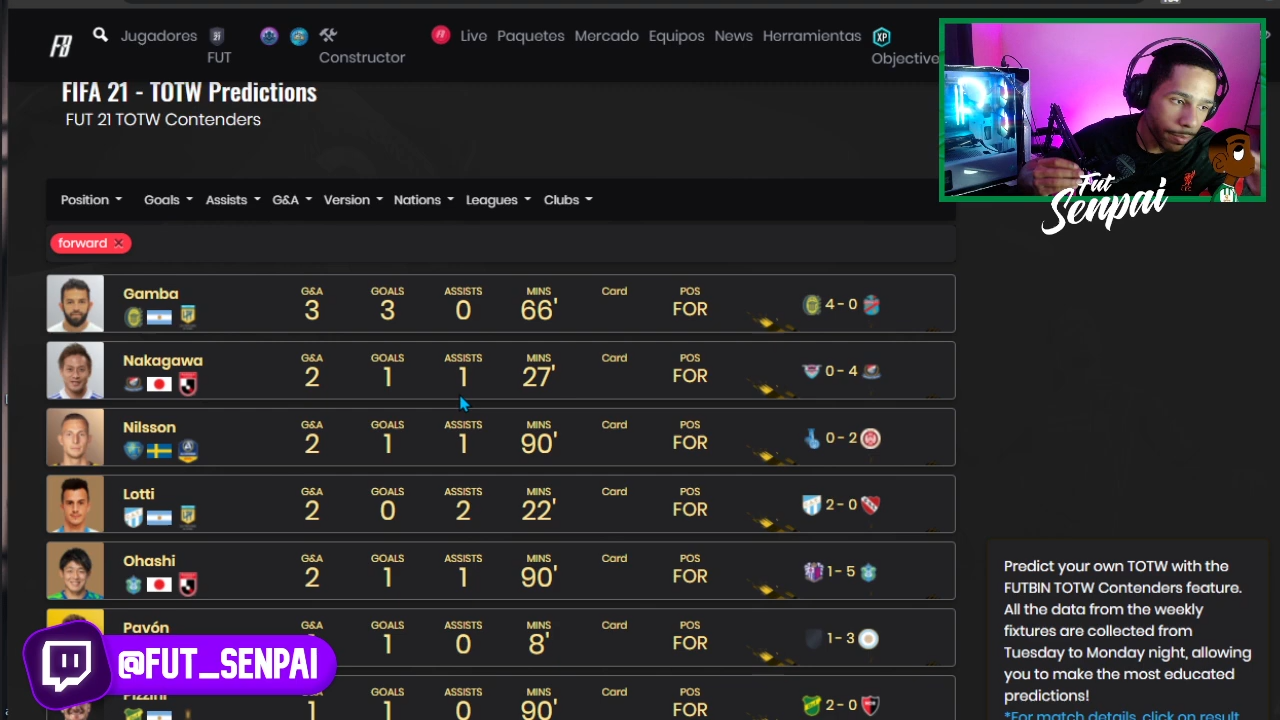 Jugadores FUT Constructor Live Paquetes Mercado Equipos News Herramientas XP Objective
FIFA 21 - TOTW Predictions
FUT 21 TOTW Contenders
Position Goals Assists G&A Version Nations Leagues Clubs
forward
Gamba G&A 3 GOALS 3 ASSISTS 0 MINS 66' Card POS FOR 4 - 0
Nakagawa G&A 2 GOALS 1 ASSISTS 1 MINS 27' Card POS FOR 0 - 4
Nilsson G&A 2 GOALS 1 ASSISTS 1 MINS 90' Card POS FOR 0 - 2
Lotti G&A 2 GOALS 0 ASSISTS 2 MINS 22' Card POS FOR 2 - 0
Ohashi G&A 2 GOALS 1 ASSISTS 1 MINS 90' Card POS FOR 1 - 5
Pavón G&A GOALS 1 ASSISTS 0 MINS 8' Card POS FOR 1 - 3
G&A 1 GOALS 1 ASSISTS 0 MINS 90' Card POS FOR 2 - 0
Fut
Senpai
Predict your own TOTW with the
FUTBIN TOTW Contenders feature.
All the data from the weekly
fixtures are collected from
Tuesday to Monday night, allowing
you to make the most educated
predictions!
*For match details, click on result
@FUT_SENPAI